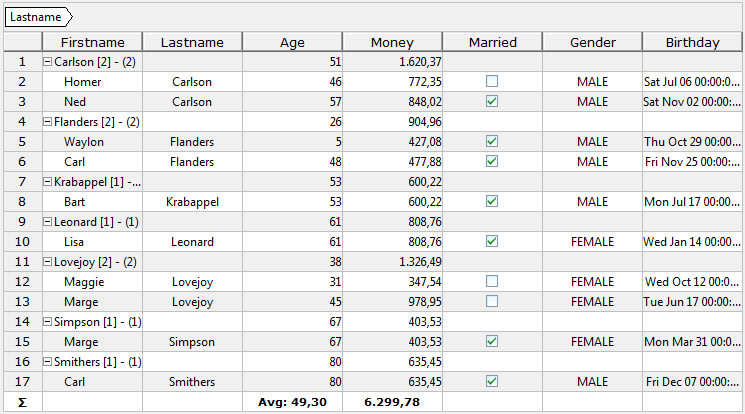 Lastname
Firstname Lastname Age Money Married Gender Birthday
1 Carlson [2] - (2) 51 1.620,37
2 Homer Carlson 46 772,35 MALE Sat Jul 06 00:00:0...
3 Ned Carlson 57 848,02 MALE Sat Nov 02 00:00:...
4 Flanders [2] - (2) 26 904,96
5 Waylon Flanders 5 427,08 MALE Thu Oct 29 00:00:...
6 Carl Flanders 48 477,88 MALE Fri Nov 25 00:00:...
7 Krabappel [1] -... 53 600,22
8 Bart Krabappel 53 600,22 MALE Mon Jul 17 00:00:...
9 Leonard [1] - (1) 61 808,76
10 Lisa Leonard 61 808,76 FEMALE Wed Jan 14 00:00:...
11 Lovejoy [2] - (2) 38 1.326,49
12 Maggie Lovejoy 31 347,54 FEMALE Wed Oct 12 00:00:...
13 Marge Lovejoy 45 978,95 FEMALE Tue Jun 17 00:00:...
14 Simpson [1] - (1) 67 403,53
15 Marge Simpson 67 403,53 FEMALE Mon Mar 31 00:00:...
16 Smithers [1] - (1) 80 635,45
17 Carl Smithers 80 635,45 MALE Fri Dec 07 00:00:...
Σ Avg: 49,30 6.299,78